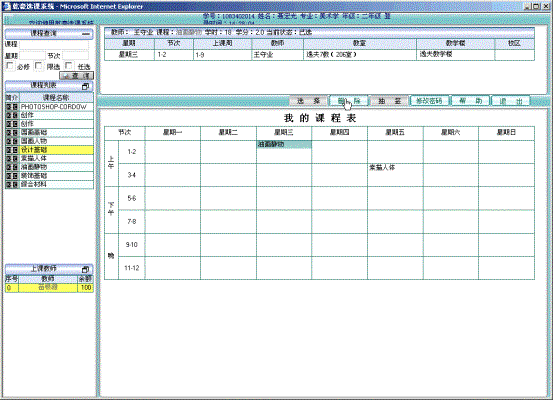 乾套选课系统 - Microsoft Internet Explorer
欢迎使用乾套选课系统
学号：1083402014 姓名：聂宏光 专业：美术学 年级：二年级 登
录时间：14:28:04
课程查询
课程
星期 节次
必修 限选 任选
查 询
课程列表
简介 课程名称
PHOTOSHOP-CORDOW
创作
创作
国画基础
国画人物
设计基础
素描人体
油画静物
装饰基础
综合材料
上课教师
序号 教师 余额
0 100
教师： 王守业 课程：油画静物 学时：18 学分：2.0 当前状态：已选
星期 节次 上课周 教师 教室 教学楼 校区
星期三 1-2 1-9 王守业 逸夫7教（206室） 逸夫教学楼
选 择 删 除 抽 签 修改密码 帮 助 退 出
我 的 课 程 表
节次 星期一 星期二 星期三 星期四 星期五 星期六 星期日
上午 1-2 油画静物
3-4 素描人体
下午 5-6
7-8
晚 9-10
11-12